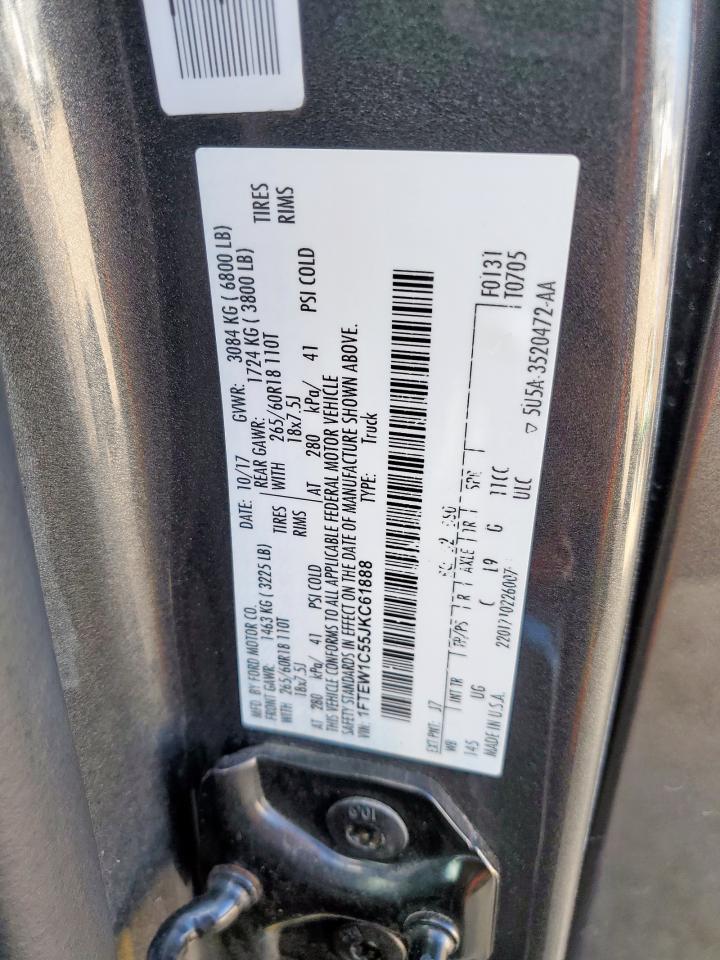 MFD. BY FORD MOTOR CO.
DATE: 10/17 GVWR: 3084 KG ( 6800 LB)
FRONT GAWR: 1463 KG ( 3225 LB) REAR GAWR: 1724 KG ( 3800 LB)
WITH 265/60R18 110T TIRES WITH 265/60R18 110T TIRES
18x7.5J RIMS 18x7.5J RIMS
AT 280 kPa/ 41 PSI COLD AT 280 kPa/ 41 PSI COLD
THIS VEHICLE CONFORMS TO ALL APPLICABLE FEDERAL MOTOR VEHICLE
SAFETY STANDARDS IN EFFECT ON THE DATE OF MANUFACTURE SHOWN ABOVE.
VIN: 1FTEW1C55JKC61888 TYPE: Truck
EXT PNT: J7
F0131
WB INT TR TP/PS R AXLE TR SPR T0705
145 UG C 19 G 11CC
MADE IN U.S.A. ULC
5U5A-3520472-AA
12.9